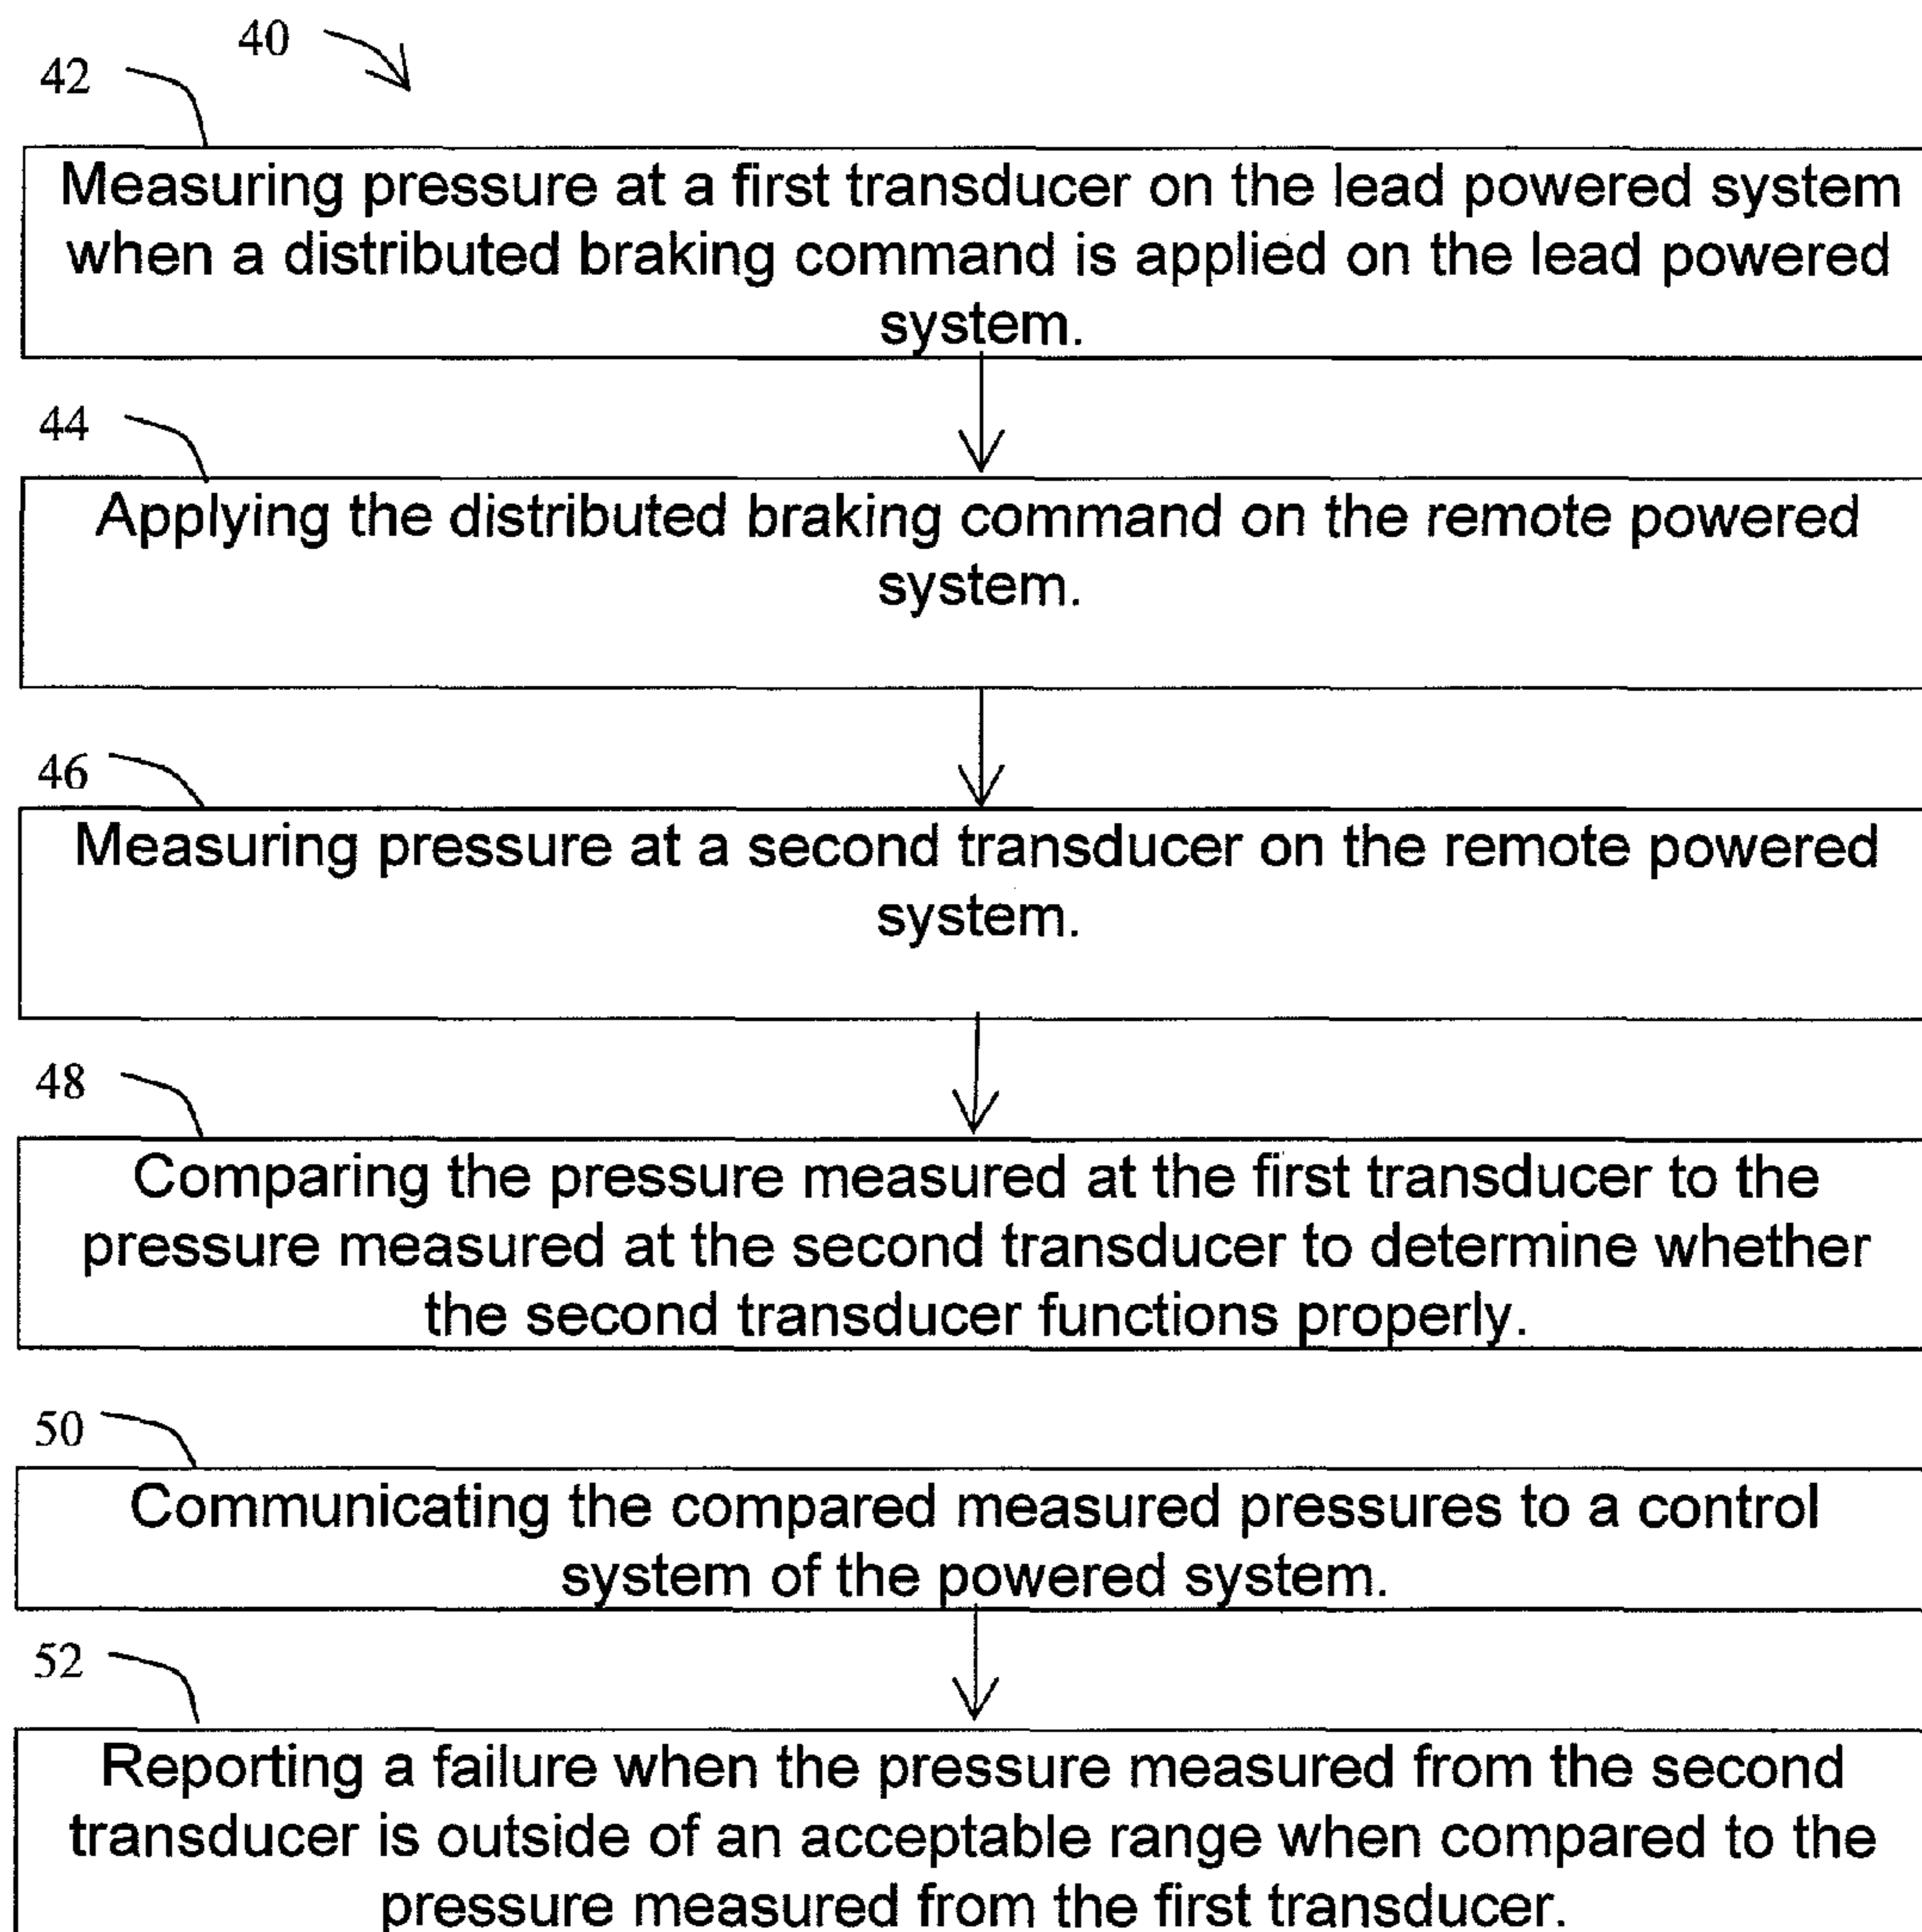 40
42
Measuring pressure at a first transducer on the lead powered system
when a distributed braking command is applied on the lead powered
system.
44
Applying the distributed braking command on the remote powered
system.
46
Measuring pressure at a second transducer on the remote powered
system.
48
Comparing the pressure measured at the first transducer to the
pressure measured at the second transducer to determine whether
the second transducer functions properly.
50
Communicating the compared measured pressures to a control
system of the powered system.
52
Reporting a failure when the pressure measured from the second
transducer is outside of an acceptable range when compared to the
pressure measured from the first transducer.